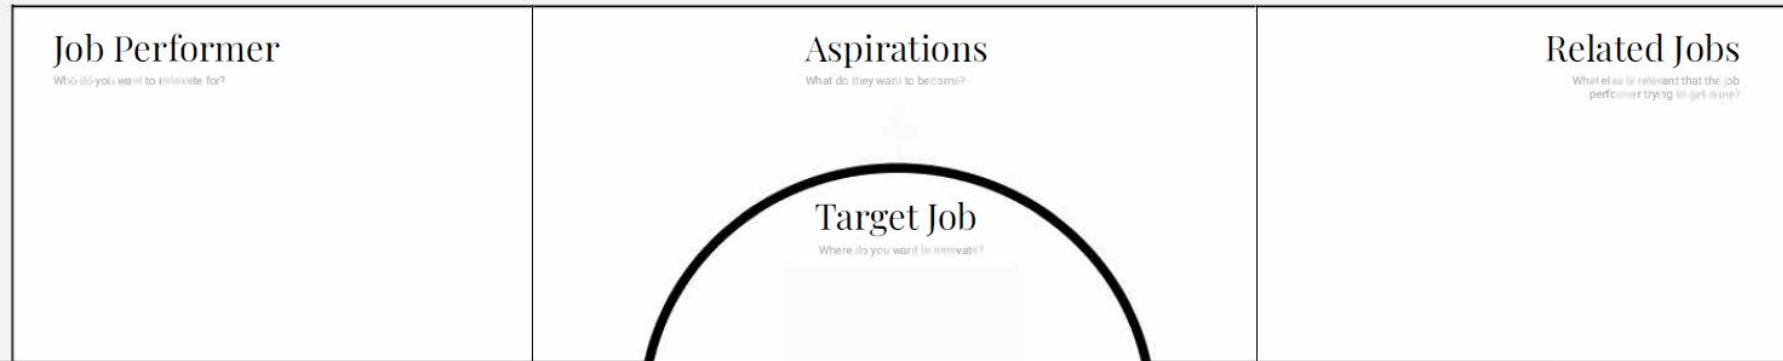 Job Performer
Who do you want to innovate for?
Aspirations
What do they want to become?
Related Jobs
What else is relevant that the job
performer trying to get done?
Target Job
Where do you want to innovate?